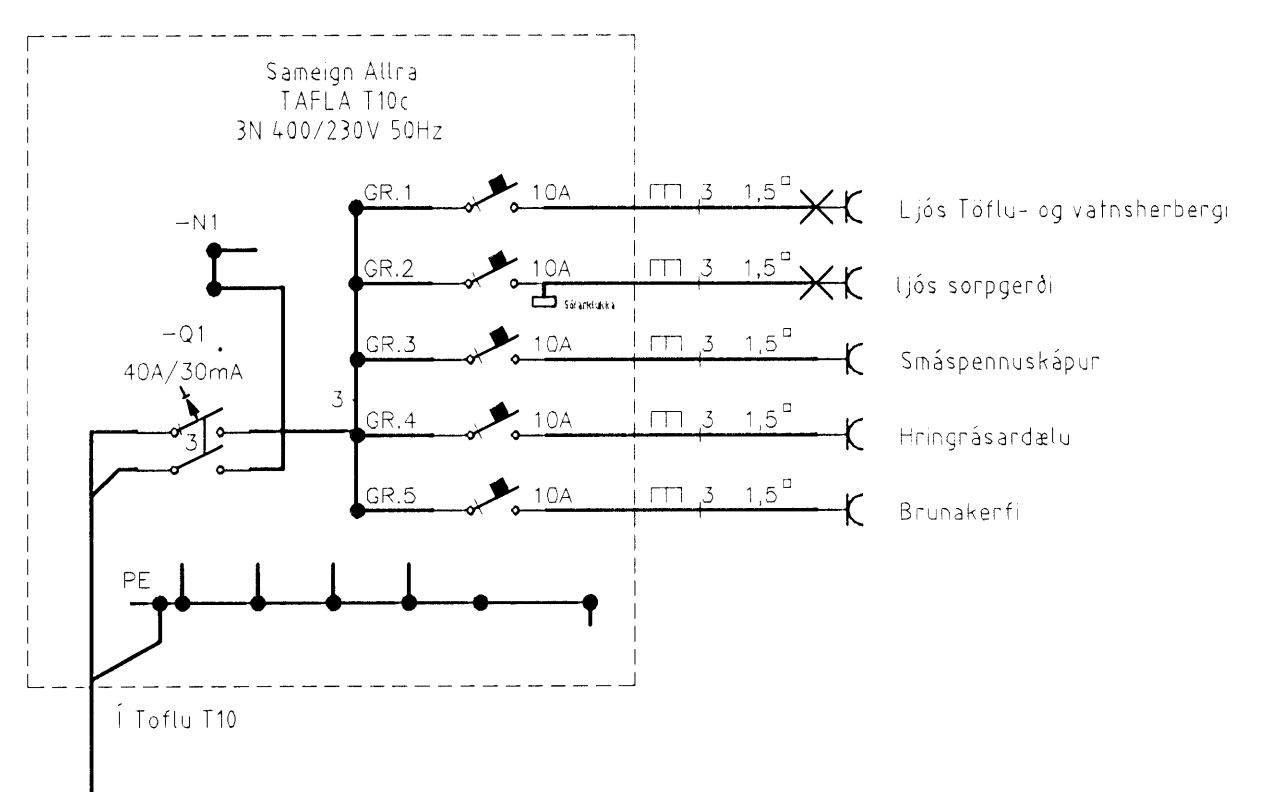 Sameign Allra
TAFLA T10c
3N 400/230V 50Hz
GR.1 10A 3 1,5□ Ljós Töflu- og vatnsherbergi
-N1
GR.2 10A 3 1,5□ ljós sorpgerði
Sólarklukka
-Q1
40A/30mA
GR.3 10A 3 1,5□ Smáspennuskápur
3
3
GR.4 10A 3 1,5□ Hringrásardælu
GR.5 10A 3 1,5□ Brunakerfi
PE
Í Toflu T10